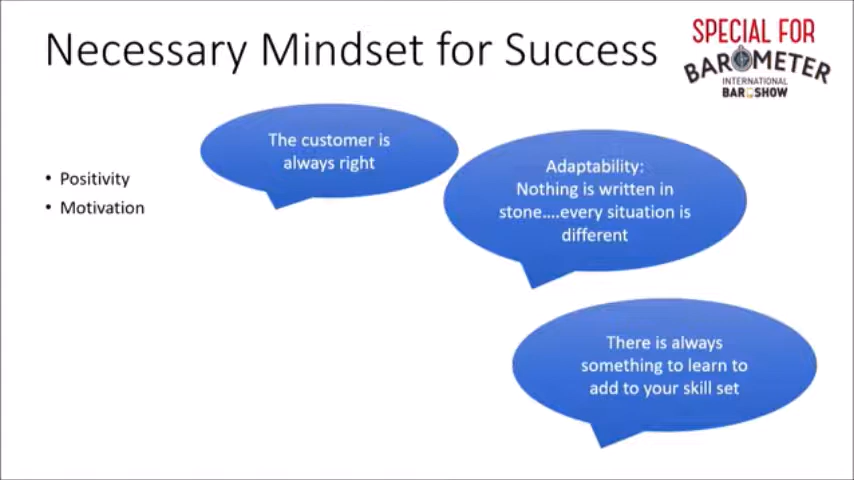 Necessary Mindset for Success
SPECIAL FOR
BAROMETER
INTERNATIONAL
BAR SHOW
The customer is
always right
Adaptability:
Nothing is written in
stone....every situation is
different
• Positivity
• Motivation
There is always
something to learn to
add to your skill set